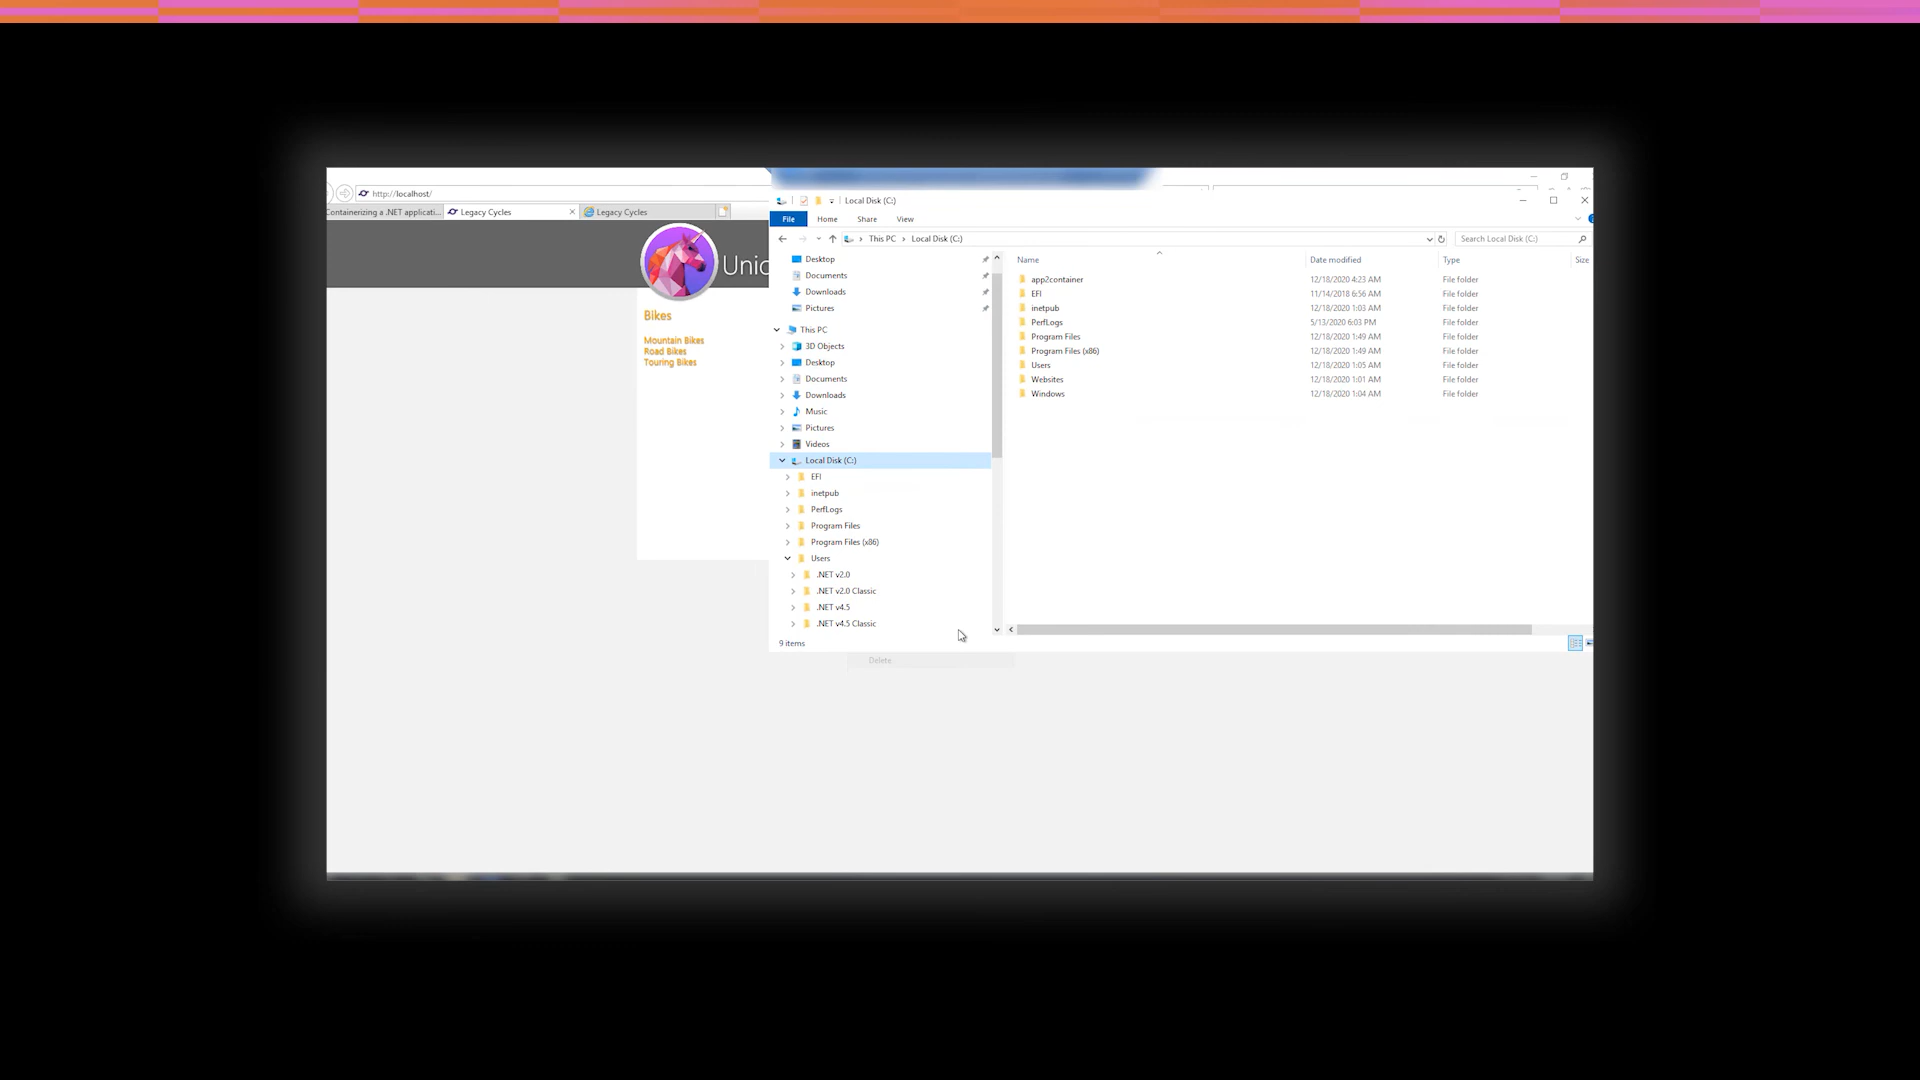 http://localhost/
Containerizing a .NET applicati...
Legacy Cycles
Legacy Cycles
Bikes
Mountain Bikes
Road Bikes
Touring Bikes
Local Disk (C:)
File Home Share View
This PC > Local Disk (C:)
Search Local Disk (C:)
Desktop
Documents
Downloads
Pictures
This PC
3D Objects
Desktop
Documents
Downloads
Music
Pictures
Videos
Local Disk (C:)
EFI
inetpub
PerfLogs
Program Files
Program Files (x86)
Users
.NET v2.0
.NET v2.0 Classic
.NET v4.5
.NET v4.5 Classic
Name Date modified Type Size
app2container 12/18/2020 4:23 AM File folder
EFI 11/14/2018 6:56 AM File folder
inetpub 12/18/2020 1:03 AM File folder
PerfLogs 5/13/2020 6:03 PM File folder
Program Files 12/18/2020 1:49 AM File folder
Program Files (x86) 12/18/2020 1:49 AM File folder
Users 12/18/2020 1:05 AM File folder
Websites 12/18/2020 1:01 AM File folder
Windows 12/18/2020 1:04 AM File folder
9 items
Delete